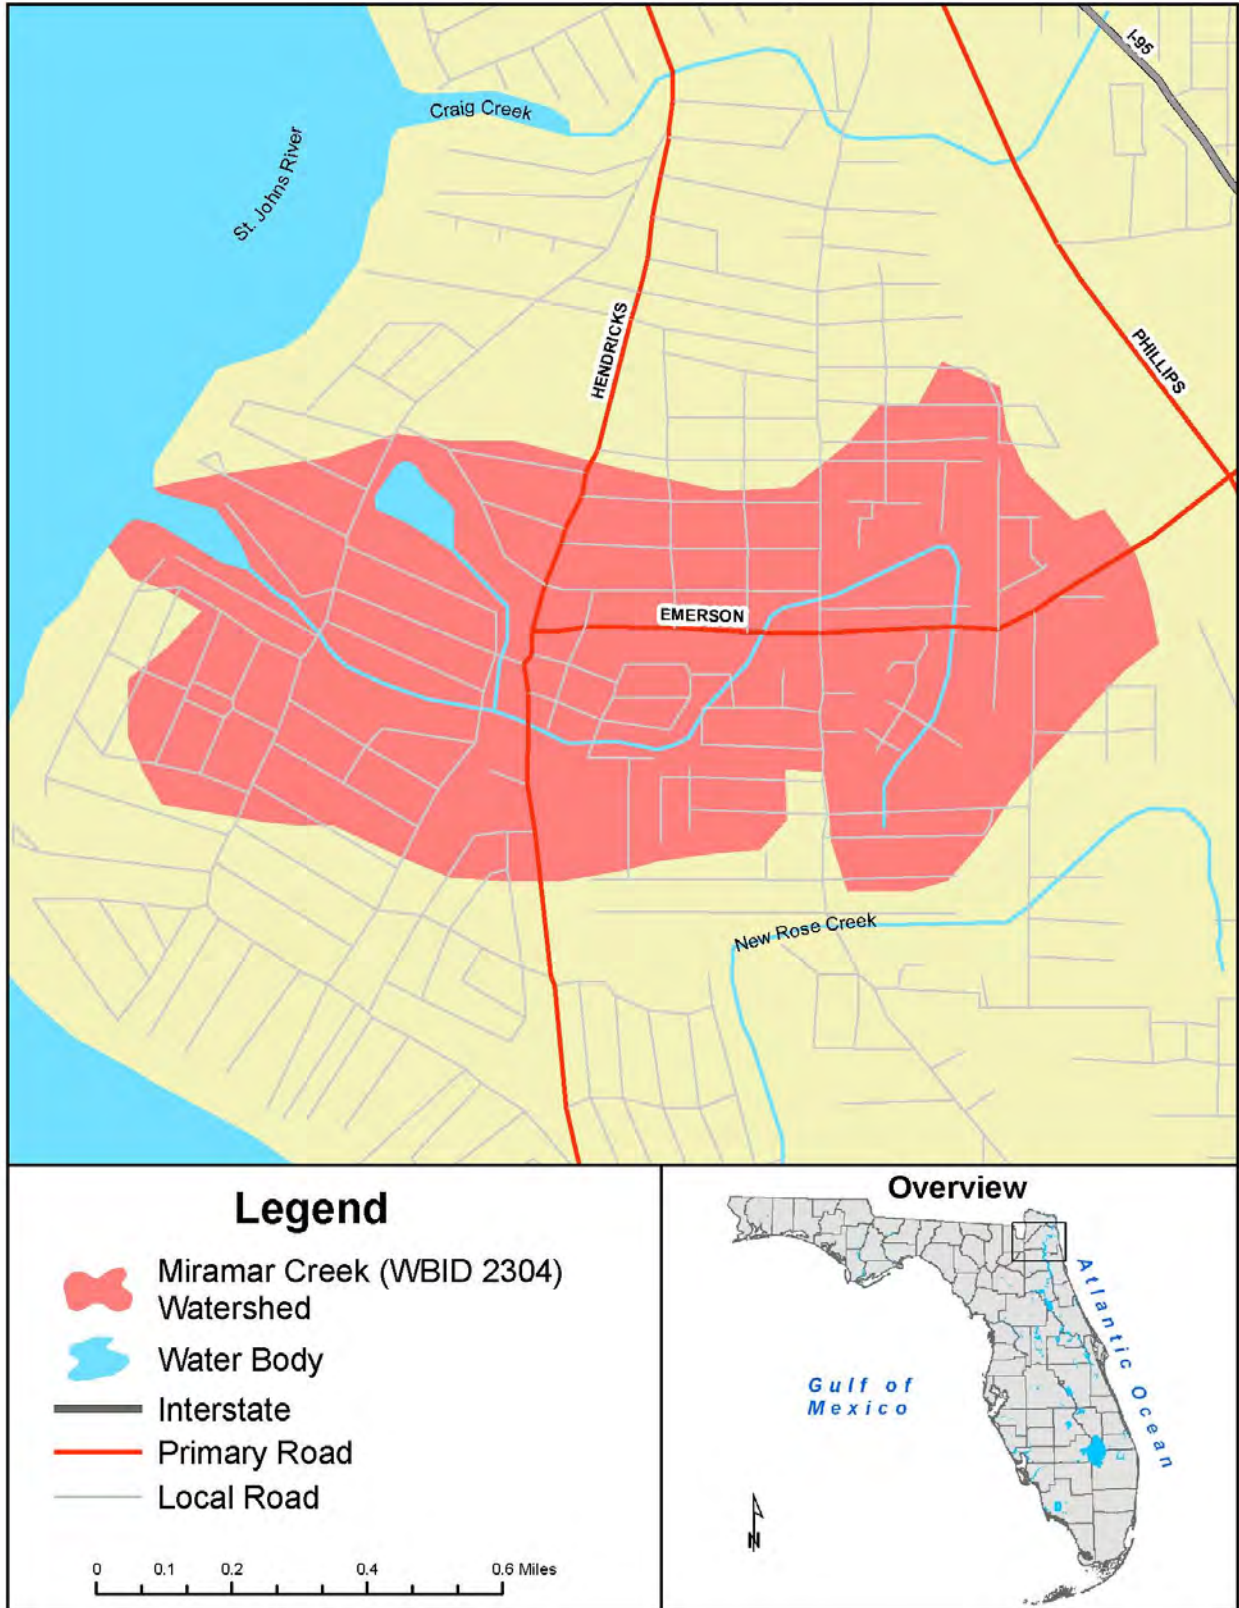 I-95
Craig Creek
St. Johns River
HENDRICKS
PHILLIPS
EMERSON
New Rose Creek
Legend
Miramar Creek (WBID 2304)
Watershed
Water Body
Interstate
Primary Road
Local Road
0 0.1 0.2 0.4 0.6 Miles
Overview
Atlantic Ocean
Gulf of
Mexico
N